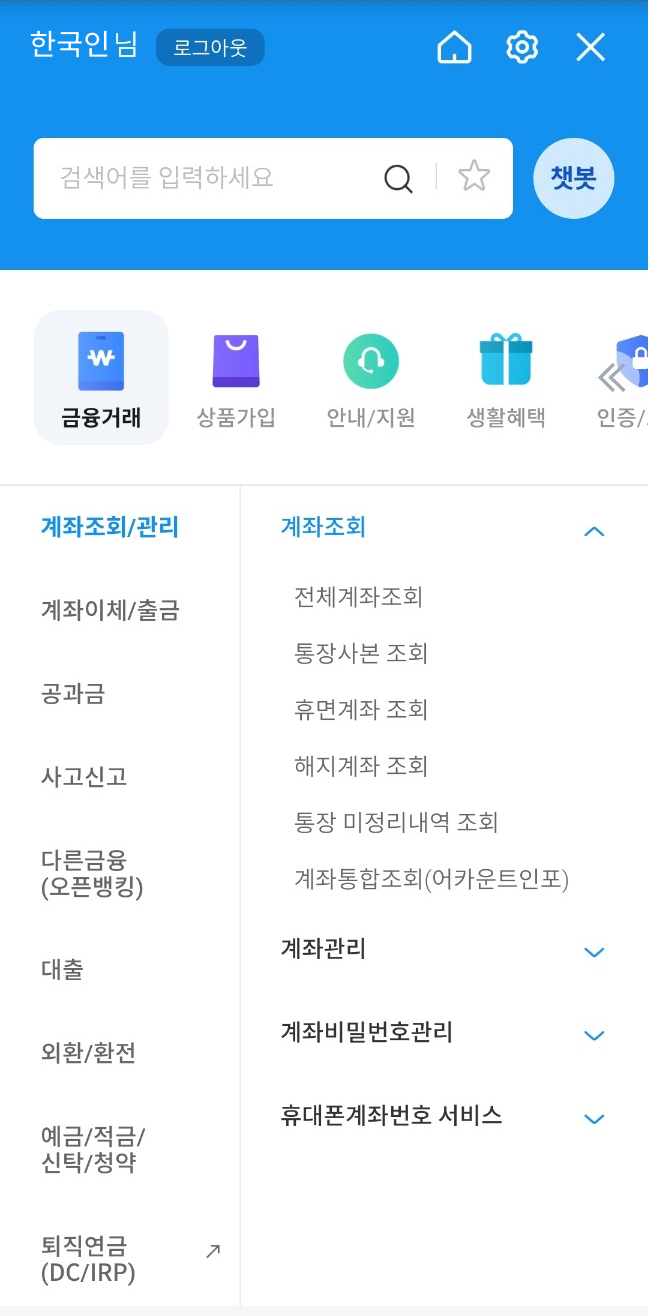 한국인 님 로그아웃
검색어를 입력하세요
챗봇
금융거래 상품가입 안내/지원 생활혜택 인증/
계좌조회/관리
계좌이체/출금
공과금
사고신고
다른금융
(오픈뱅킹)
대출
외환/환전
예금/적금/
신탁/청약
퇴직연금
(DC/IRP)
계좌조회
전체계좌조회
통장사본 조회
휴면계좌 조회
해지계좌 조회
통장 미정리내역 조회
계좌통합조회(어카운트인포)
계좌관리
계좌비밀번호관리
휴대폰계좌번호 서비스